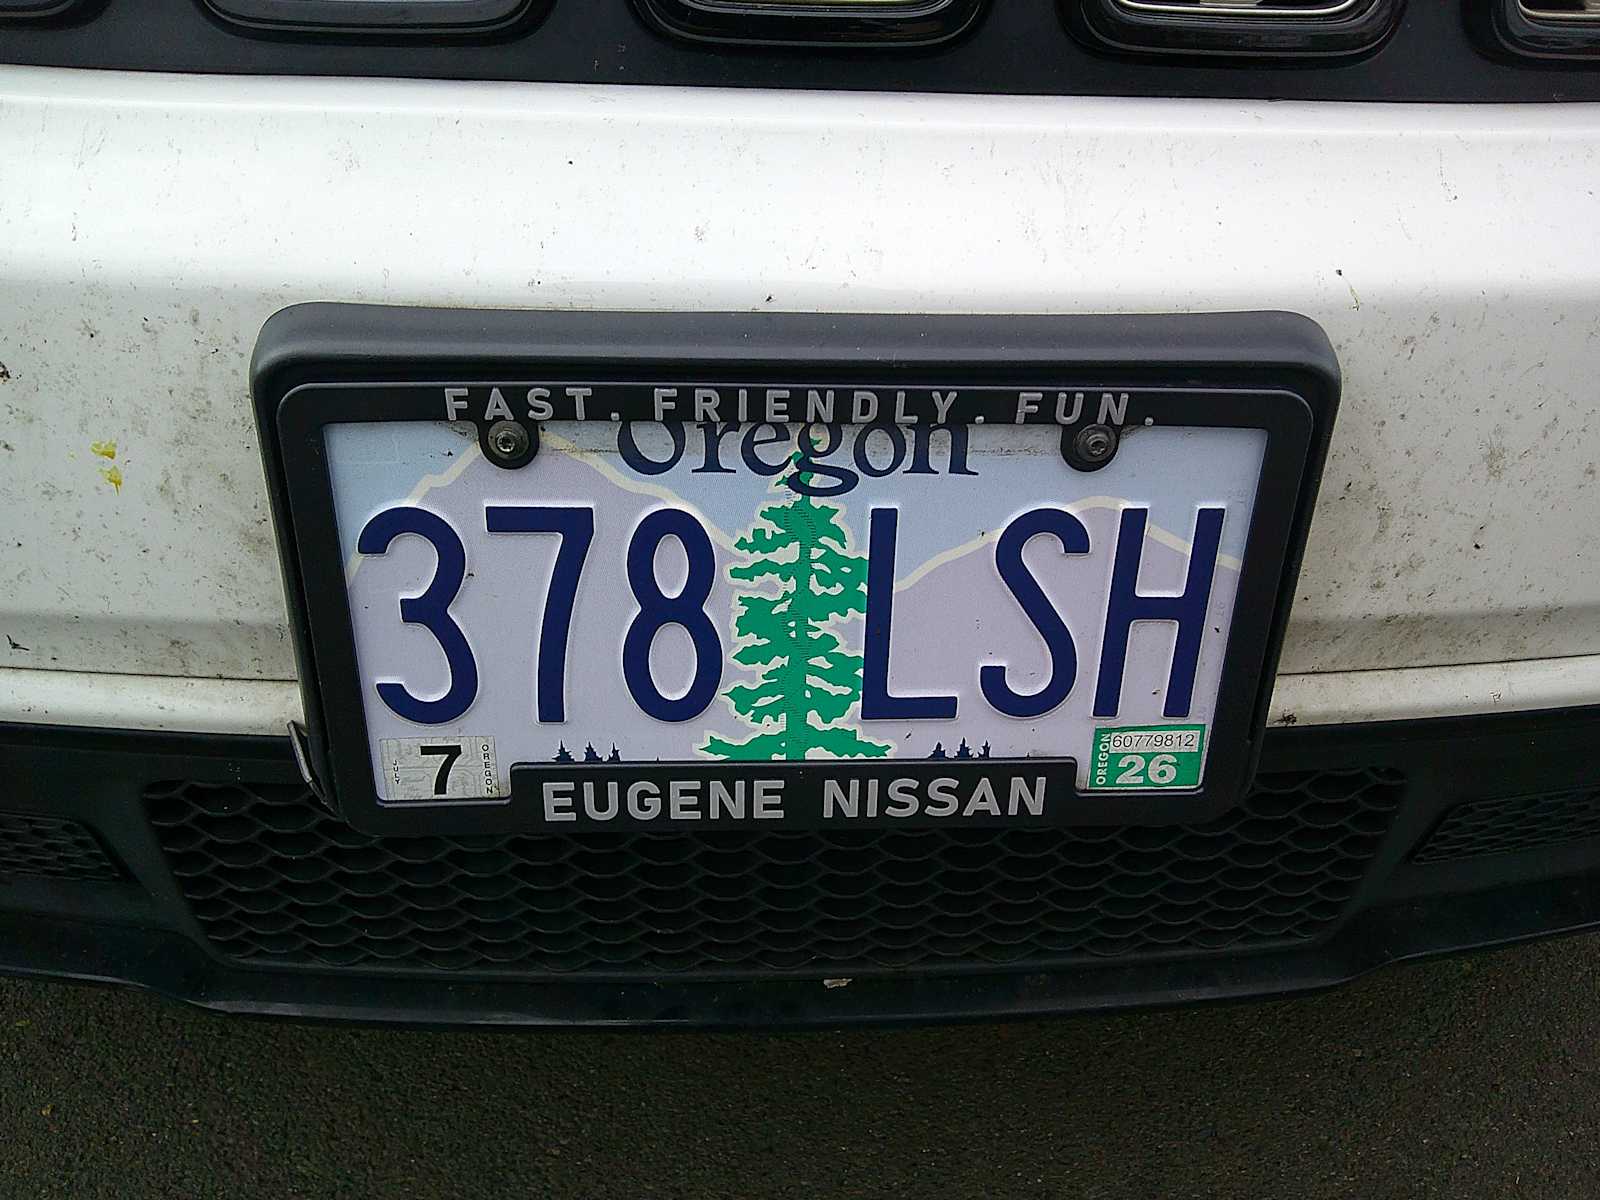 FAST. FRIENDLY. FUN.
Oregon
378 LSH
JULY 7 OREGON
OREGON 60779812 26
EUGENE NISSAN